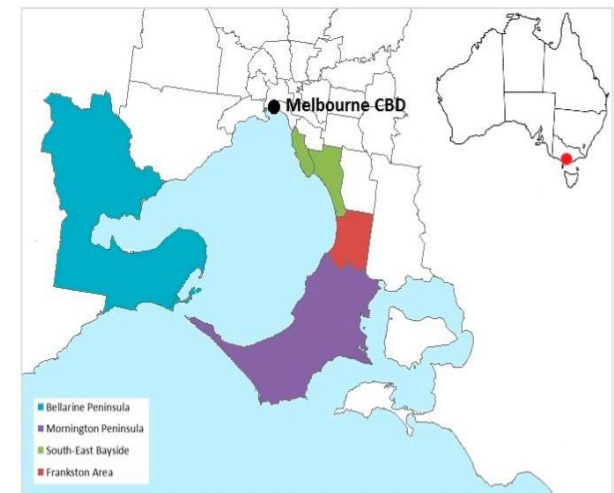 Melbourne CBD
Bellarine Peninsula
Mornington Peninsula
South-East Bayside
Frankston Area